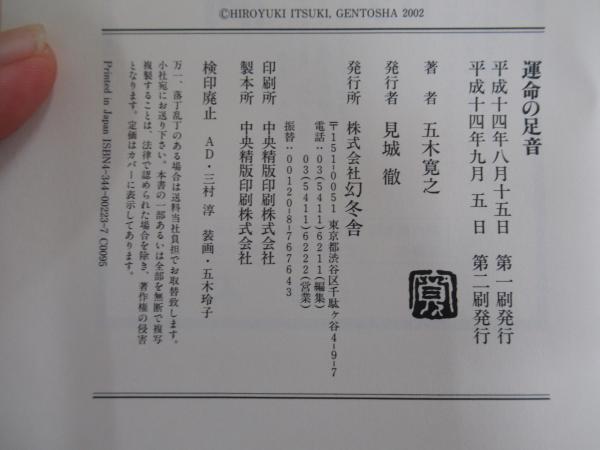 ©HIROYUKI ITSUKI, GENTOSHA 2002
運命の足音
平成十四年八月十五日 第一刷発行
平成十四年九月 五 日 第二刷発行
著 者 五木寛之
発行者 見城 徹
発行所 株式会社幻冬舎
〒151-0051 東京都渋谷区千駄ヶ谷4-9-7
電話・03(5411)6211(編集)
03(5411)6222(営業)
振替・00120-8-767643
印刷所 中央精版印刷株式会社
製本所 中央精版印刷株式会社
検印廃止 AD・三村 淳 装画・五木玲子
万一、落丁乱丁のある場合は送料当社負担でお取替致します。
小社宛にお送り下さい。本書の一部あるいは全部を無断で複写
複製することは、法律で認められた場合を除き、著作権の侵害
となります。定価はカバーに表示してあります。
Printed in Japan ISBN4-344-00223-7 C0095